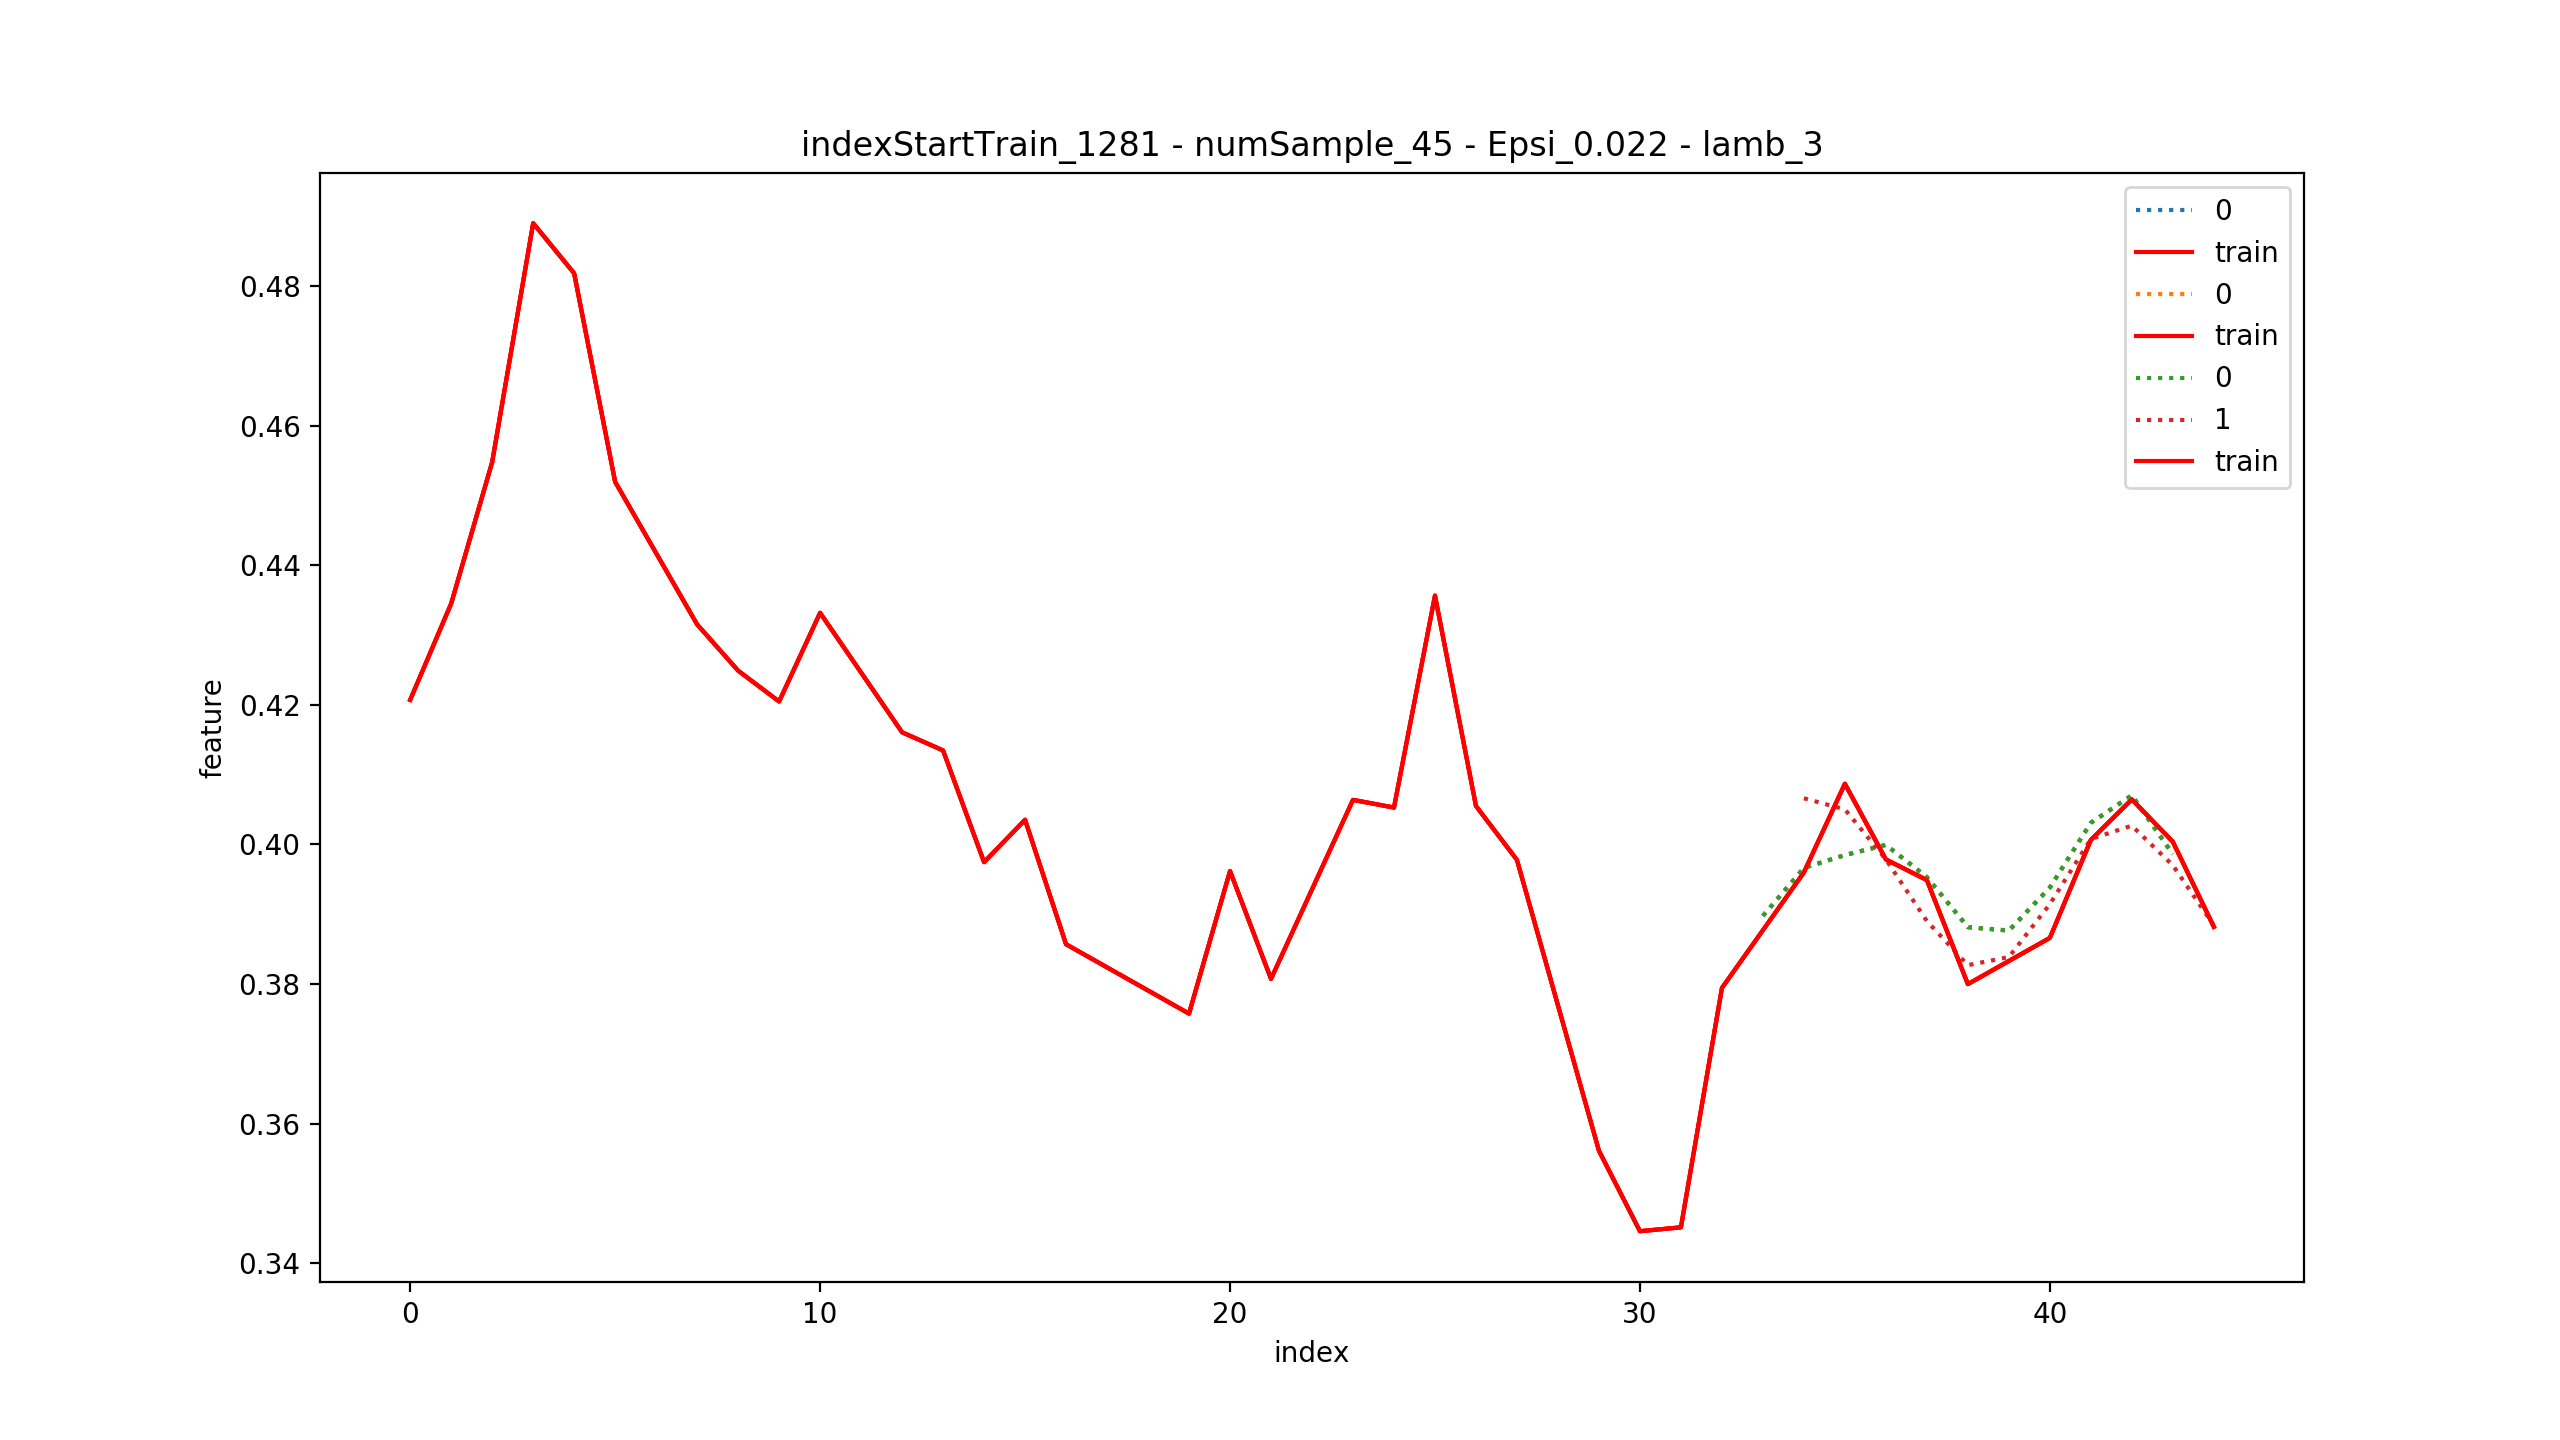 indexStartTrain_1281 - numSample_45 - Epsi_0.022 - lamb_3
0
train
0
train
0
1
train
0.48
0.46
0.44
0.42
0.40
0.38
0.36
0.34
feature
0 10 20 30 40
index